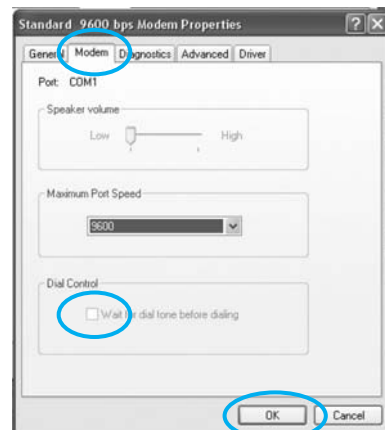 Standard 9600 bps Modem Properties
General Modem Diagnostics Advanced Driver
Port: COM1
Speaker volume
Low High
Maximum Port Speed
9600
Dial Control
Wait for dial tone before dialing
OK Cancel